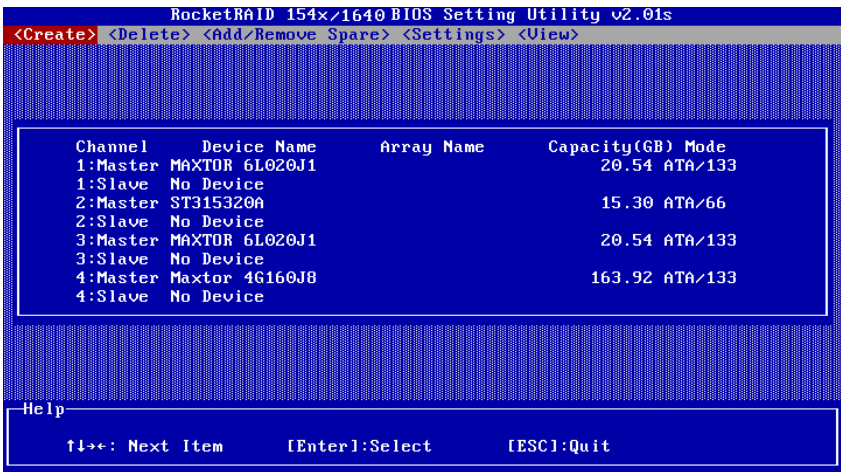 RocketRAID 154x/1640 BIOS Setting Utility v2.01s
<Create> <Delete> <Add/Remove Spare> <Settings> <View>
Channel Device Name Array Name Capacity(GB) Mode
1:Master MAXTOR 6L020J1 20.54 ATA/133
1:Slave No Device
2:Master ST315320A 15.30 ATA/66
2:Slave No Device
3:Master MAXTOR 6L020J1 20.54 ATA/133
3:Slave No Device
4:Master Maxtor 4G160J8 163.92 ATA/133
4:Slave No Device
Help
↑↓→←: Next Item [Enter]:Select [ESC]:Quit